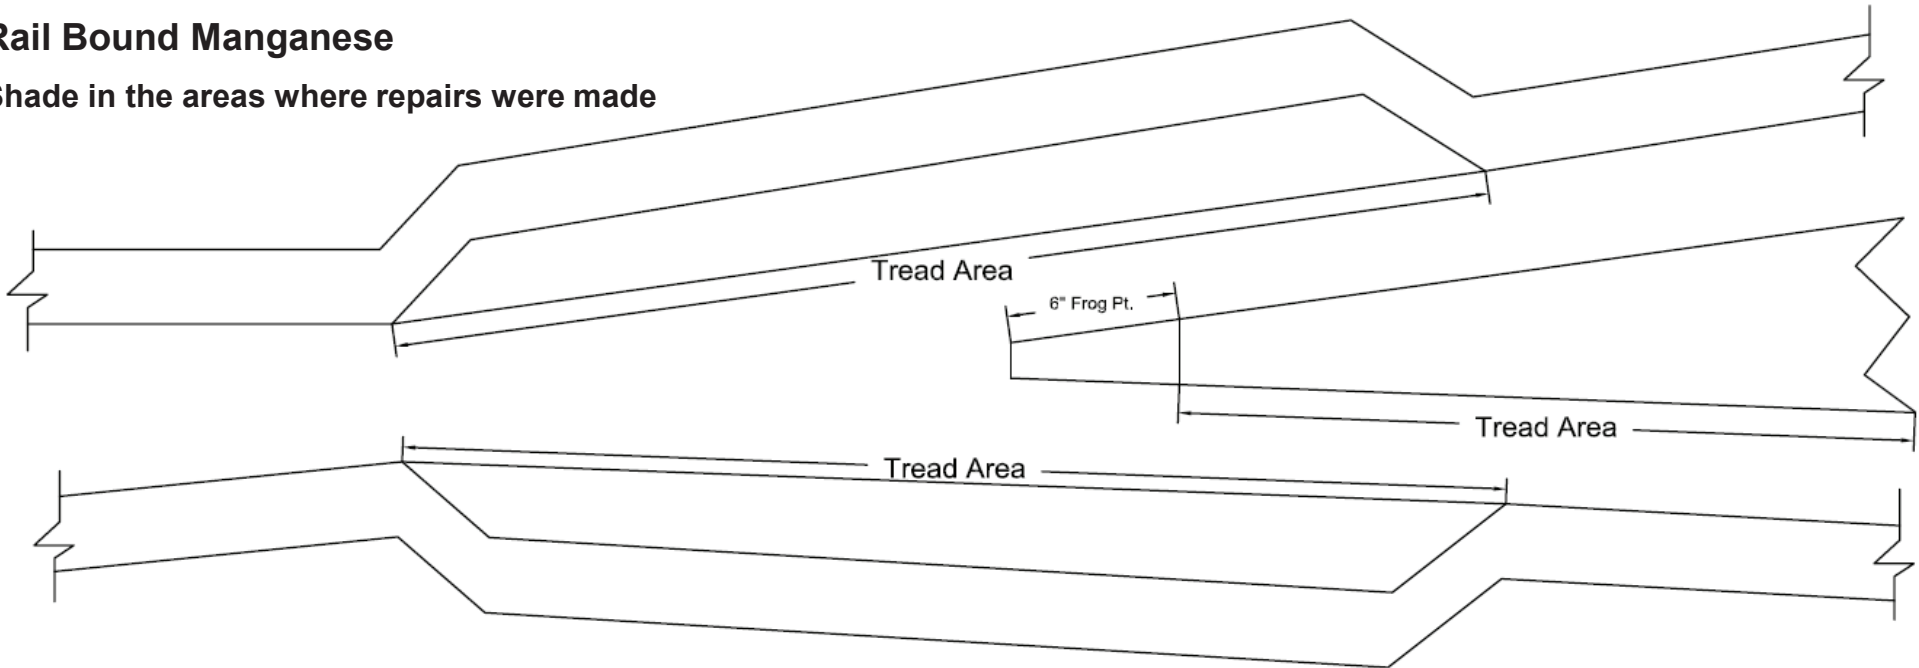 Rail Bound Manganese
Shade in the areas where repairs were made
Tread Area
6" Frog Pt.
Tread Area
Tread Area